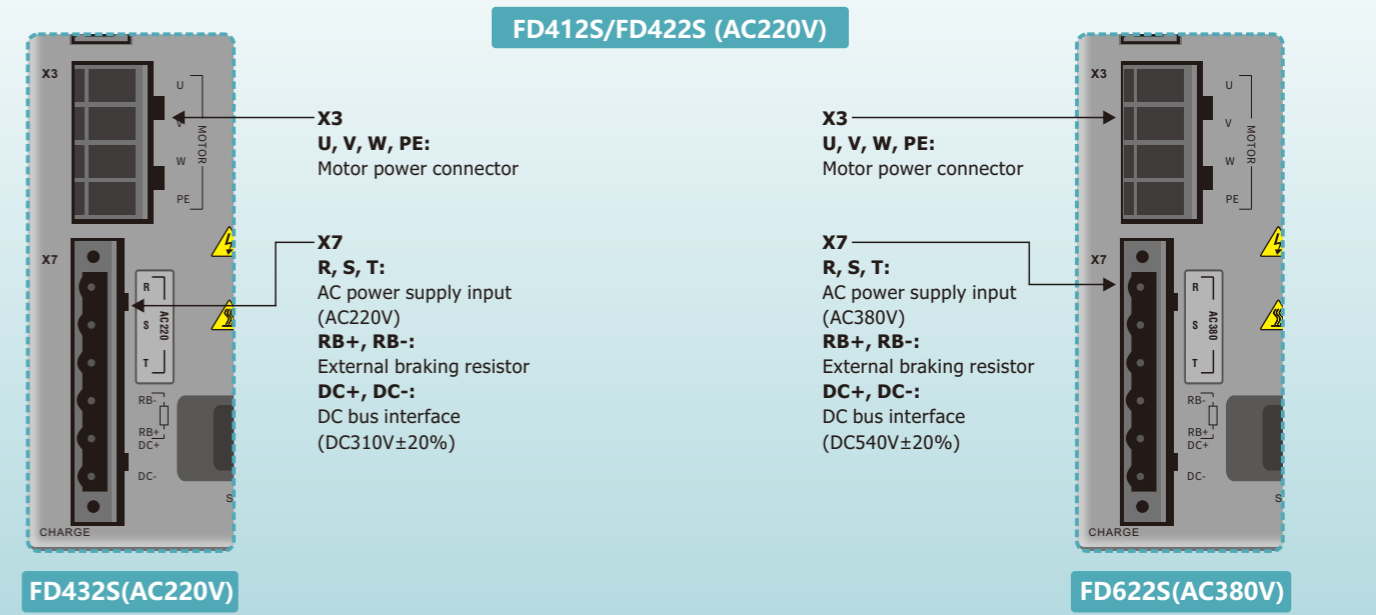 FD412S/FD422S (AC220V)
X3
U
V
W
PE
MOTOR
X7
R
S
T
AC220
RB-
RB+
DC+
DC-
S
CHARGE
FD432S(AC220V)
X3
U, V, W, PE:
Motor power connector
X7
R, S, T:
AC power supply input
(AC220V)
RB+, RB-:
External braking resistor
DC+, DC-:
DC bus interface
(DC310V±20%)
X3
U, V, W, PE:
Motor power connector
X7
R, S, T:
AC power supply input
(AC380V)
RB+, RB-:
External braking resistor
DC+, DC-:
DC bus interface
(DC540V±20%)
X3
U
V
W
PE
MOTOR
X7
R
S
T
AC380
RB-
RB+
DC+
DC-
S
CHARGE
FD622S(AC380V)